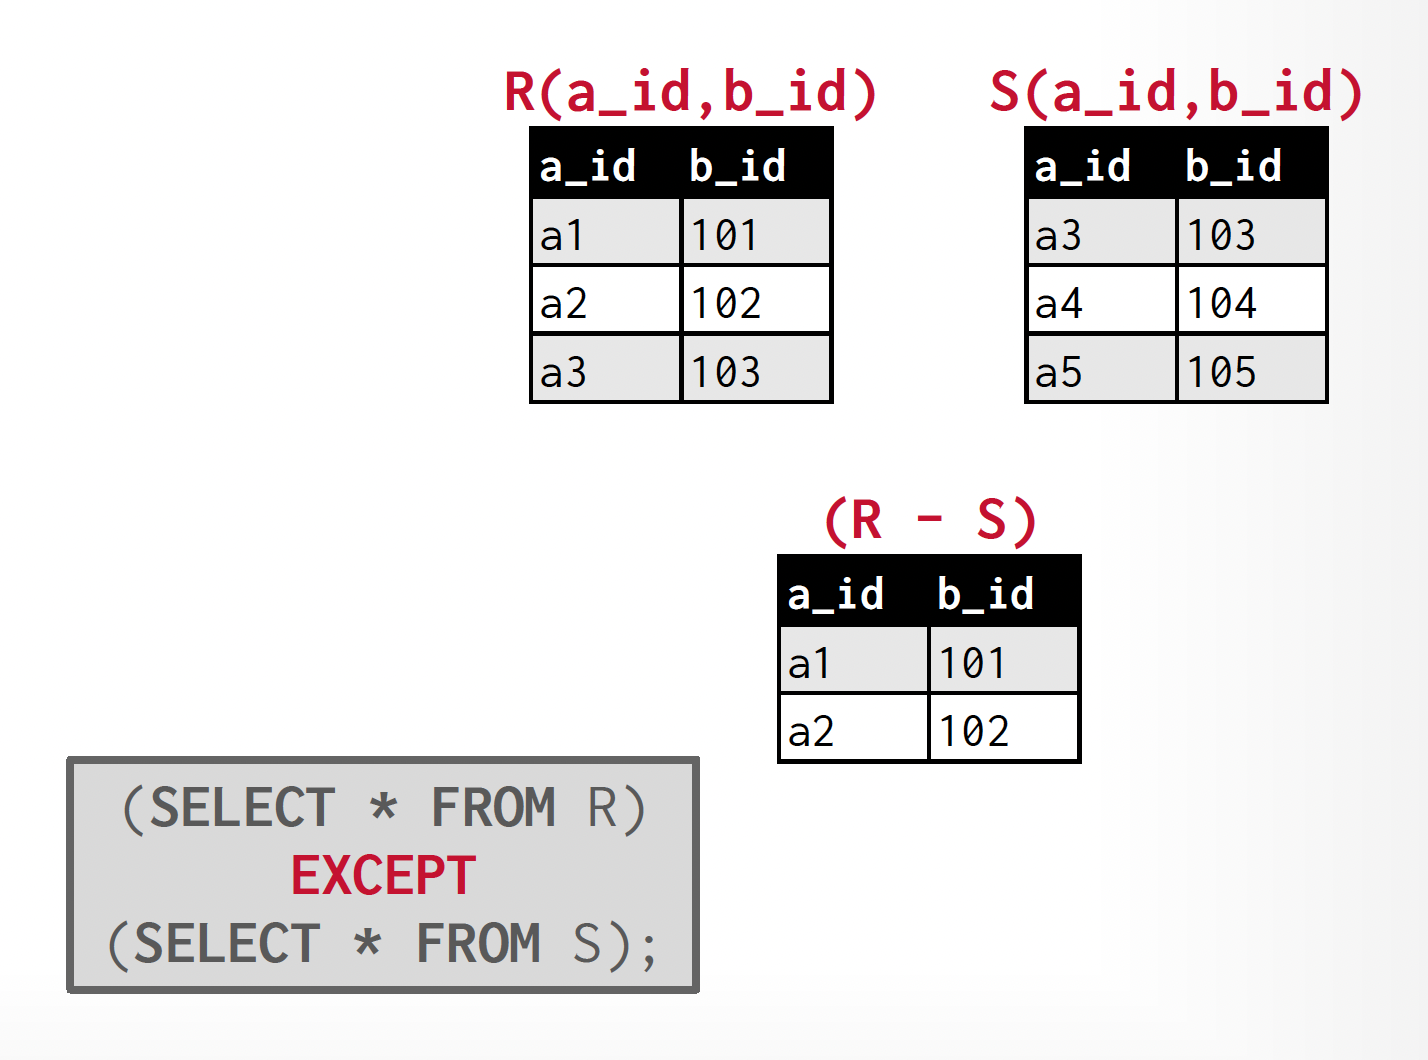 R(a_id,b_id)
a_id b_id
a1 101
a2 102
a3 103
S(a_id,b_id)
a_id b_id
a3 103
a4 104
a5 105
(R - S)
a_id b_id
a1 101
a2 102
(SELECT * FROM R)
EXCEPT
(SELECT * FROM S);